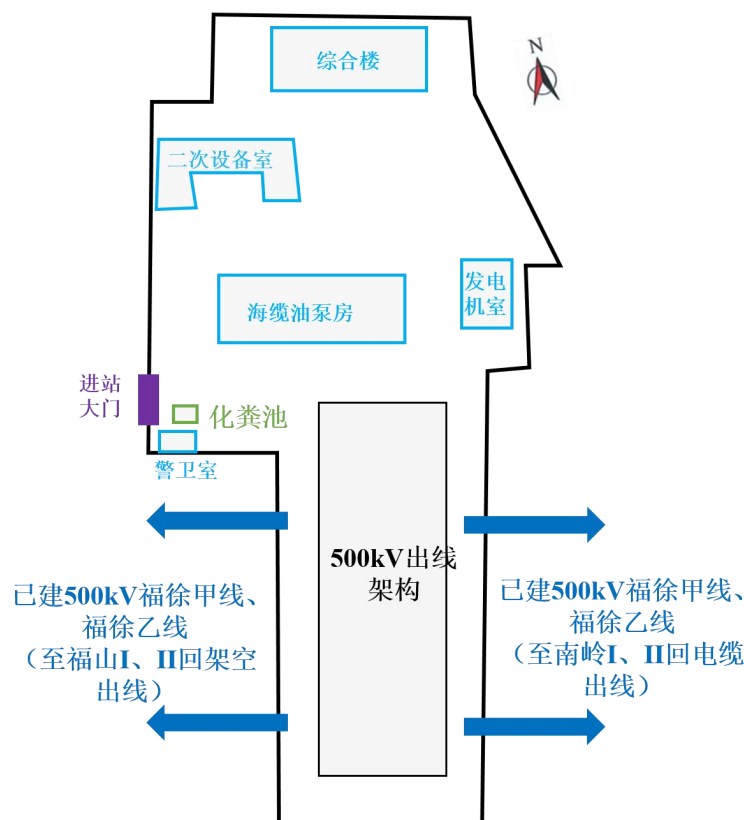 综合楼
N
二次设备室
发电
机室
海缆油泵房
进站
大门
化粪池
警卫室
500kV出线
架构
已建500kV福徐甲线、
福徐乙线
（至福山I、II回架空
出线）
已建500kV福徐甲线、
福徐乙线
（至南岭I、II回电缆
出线）